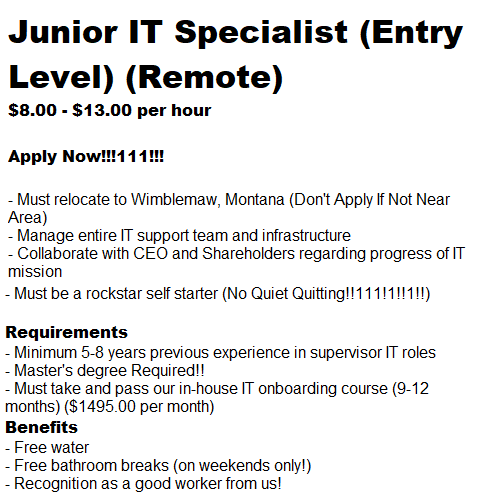 Junior IT Specialist (Entry
Level) (Remote)
$8.00 - $13.00 per hour
Apply Now!!!111!!!
- Must relocate to Wimblemaw, Montana (Don't Apply If Not Near
Area)
- Manage entire IT support team and infrastructure
- Collaborate with CEO and Shareholders regarding progress of IT
mission
- Must be a rockstar self starter (No Quiet Quitting!!111!1!!1!!)
Requirements
- Minimum 5-8 years previous experience in supervisor IT roles
- Master's degree Required!!
- Must take and pass our in-house IT onboarding course (9-12
months) ($1495.00 per month)
Benefits
- Free water
- Free bathroom breaks (on weekends only!)
- Recognition as a good worker from us!